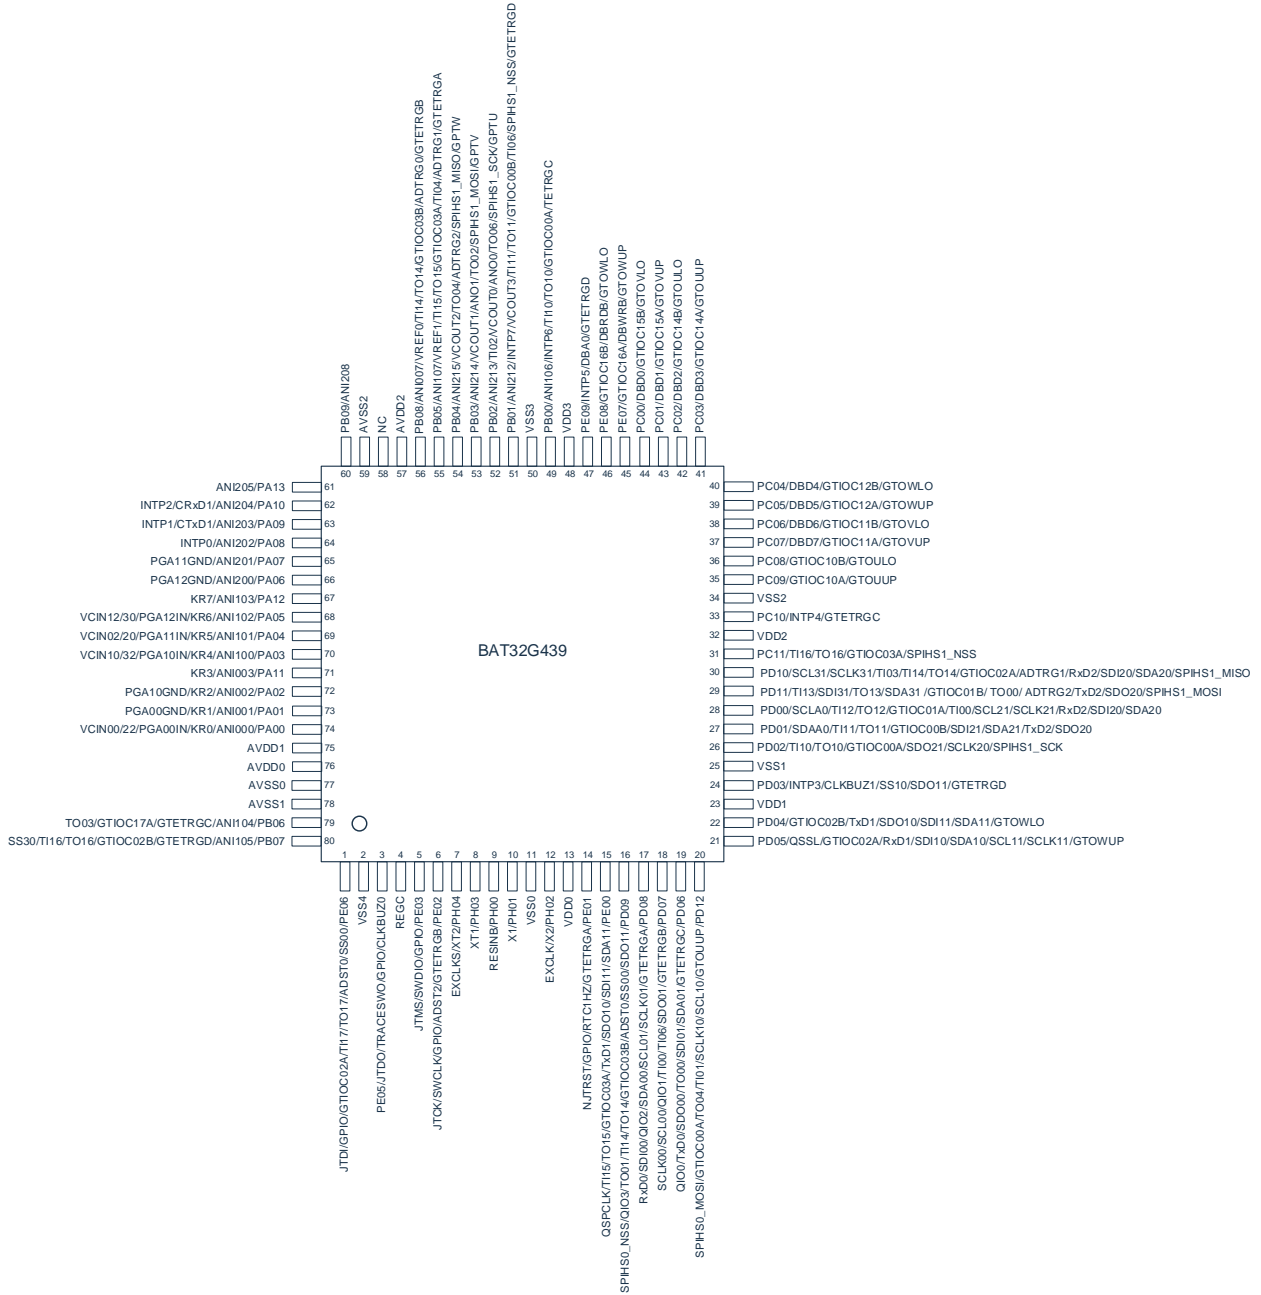 PB09/ANI208
AVSS2
NC
AVDD2
PB08/ANI007/VREF0/TI14/TO14/GTIOC03B/ADTRG0/GTETRGB
PB05/ANI107/VREF1/TI15/TO15/GTIOC03A/TI04/ADTRG1/GTETRGA
PB04/ANI215/VCOUT2/TO04/ADTRG2/SPIHS1_MISO/GPTW
PB03/ANI214/VCOUT1/ANO1/TO02/SPIHS1_MOSI/GPTV
PB02/ANI213/TI02/VCOUT0/ANO0/TO06/SPIHS1_SCK/GPTU
PB01/ANI212/INTP7/VCOUT3/TI11/TO11/GTIOC00B/TI06/SPIHS1_NSS/GTETRGD
VSS3
PB00/ANI106/INTP6/TI10/TO10/GTIOC00A/TETRGC
VDD3
PE09/INTP5/DBA0/GTETRGD
PE08/GTIOC16B/DBRDB/GTOWLO
PE07/GTIOC16A/DBWRB/GTOWUP
PC00/DBD0/GTIOC15B/GTOVLO
PC01/DBD1/GTIOC15A/GTOVUP
PC02/DBD2/GTIOC14B/GTOULO
PC03/DBD3/GTIOC14A/GTOUUP
60 59 58 57 56 55 54 53 52 51 50 49 48 47 46 45 44 43 42 41
ANI205/PA13 61
INTP2/CRxD1/ANI204/PA10 62
INTP1/CTxD1/ANI203/PA09 63
INTP0/ANI202/PA08 64
PGA11GND/ANI201/PA07 65
PGA12GND/ANI200/PA06 66
KR7/ANI103/PA12 67
VCIN12/30/PGA12IN/KR6/ANI102/PA05 68
VCIN02/20/PGA11IN/KR5/ANI101/PA04 69
VCIN10/32/PGA10IN/KR4/ANI100/PA03 70
KR3/ANI003/PA11 71
PGA10GND/KR2/ANI002/PA02 72
PGA00GND/KR1/ANI001/PA01 73
VCIN00/22/PGA00IN/KR0/ANI000/PA00 74
AVDD1 75
AVDD0 76
AVSS0 77
AVSS1 78
TO03/GTIOC17A/GTETRGC/ANI104/PB06 79
SS30/TI16/TO16/GTIOC02B/GTETRGD/ANI105/PB07 80
BAT32G439
40 PC04/DBD4/GTIOC12B/GTOWLO
39 PC05/DBD5/GTIOC12A/GTOWUP
38 PC06/DBD6/GTIOC11B/GTOVLO
37 PC07/DBD7/GTIOC11A/GTOVUP
36 PC08/GTIOC10B/GTOULO
35 PC09/GTIOC10A/GTOUUP
34 VSS2
33 PC10/INTP4/GTETRGC
32 VDD2
31 PC11/TI16/TO16/GTIOC03A/SPIHS1_NSS
30 PD10/SCL31/SCLK31/TI03/TI14/TO14/GTIOC02A/ADTRG1/RxD2/SDI20/SDA20/SPIHS1_MISO
29 PD11/TI13/SDI31/TO13/SDA31 /GTIOC01B/ TO00/ ADTRG2/TxD2/SDO20/SPIHS1_MOSI
28 PD00/SCLA0/TI12/TO12/GTIOC01A/TI00/SCL21/SCLK21/RxD2/SDI20/SDA20
27 PD01/SDAA0/TI11/TO11/GTIOC00B/SDI21/SDA21/TxD2/SDO20
26 PD02/TI10/TO10/GTIOC00A/SDO21/SCLK20/SPIHS1_SCK
25 VSS1
24 PD03/INTP3/CLKBUZ1/SS10/SDO11/GTETRGD
23 VDD1
22 PD04/GTIOC02B/TxD1/SDO10/SDI11/SDA11/GTOWLO
21 PD05/QSSL/GTIOC02A/RxD1/SDI10/SDA10/SCL11/SCLK11/GTOWUP
1 2 3 4 5 6 7 8 9 10 11 12 13 14 15 16 17 18 19 20
JTDI/GPIO/GTIOC02A/TI17/TO17/ADST0/SS00/PE06
VSS4
PE05/JTDO/TRACESWO/GPIO/CLKBUZ0
REGC
JTMS/SWDIO/GPIO/PE03
JTCK/SWCLK/GPIO/ADST2/GTETRGB/PE02
EXCLKS/XT2/PH04
XT1/PH03
RESINB/PH00
X1/PH01
VSS0
EXCLK/X2/PH02
VDD0
NJTRST/GPIO/RTC1HZ/GTETRGA/PE01
QSPCLK/TI15/TO15/GTIOC03A/TxD1/SDO10/SDI11/SDA11/PE00
SPIHS0_NSS/QIO3/TO01/TI14/TO14/GTIOC03B/ADST0/SS00/SDO11/PD09
RxD0/SDI00/QIO2/SDA00/SCL01/SCLK01/GTETRGA/PD08
SCLK00/SCL00/QIO1/TI00/TI06/SDO01/GTETRGB/PD07
QIO0/TxD0/SDO00/TO00/SDI01/SDA01/GTETRGC/PD06
SPIHS0_MOSI/GTIOC00A/TO04/TI01/SCLK10/SCL10/GTOUUP/PD12